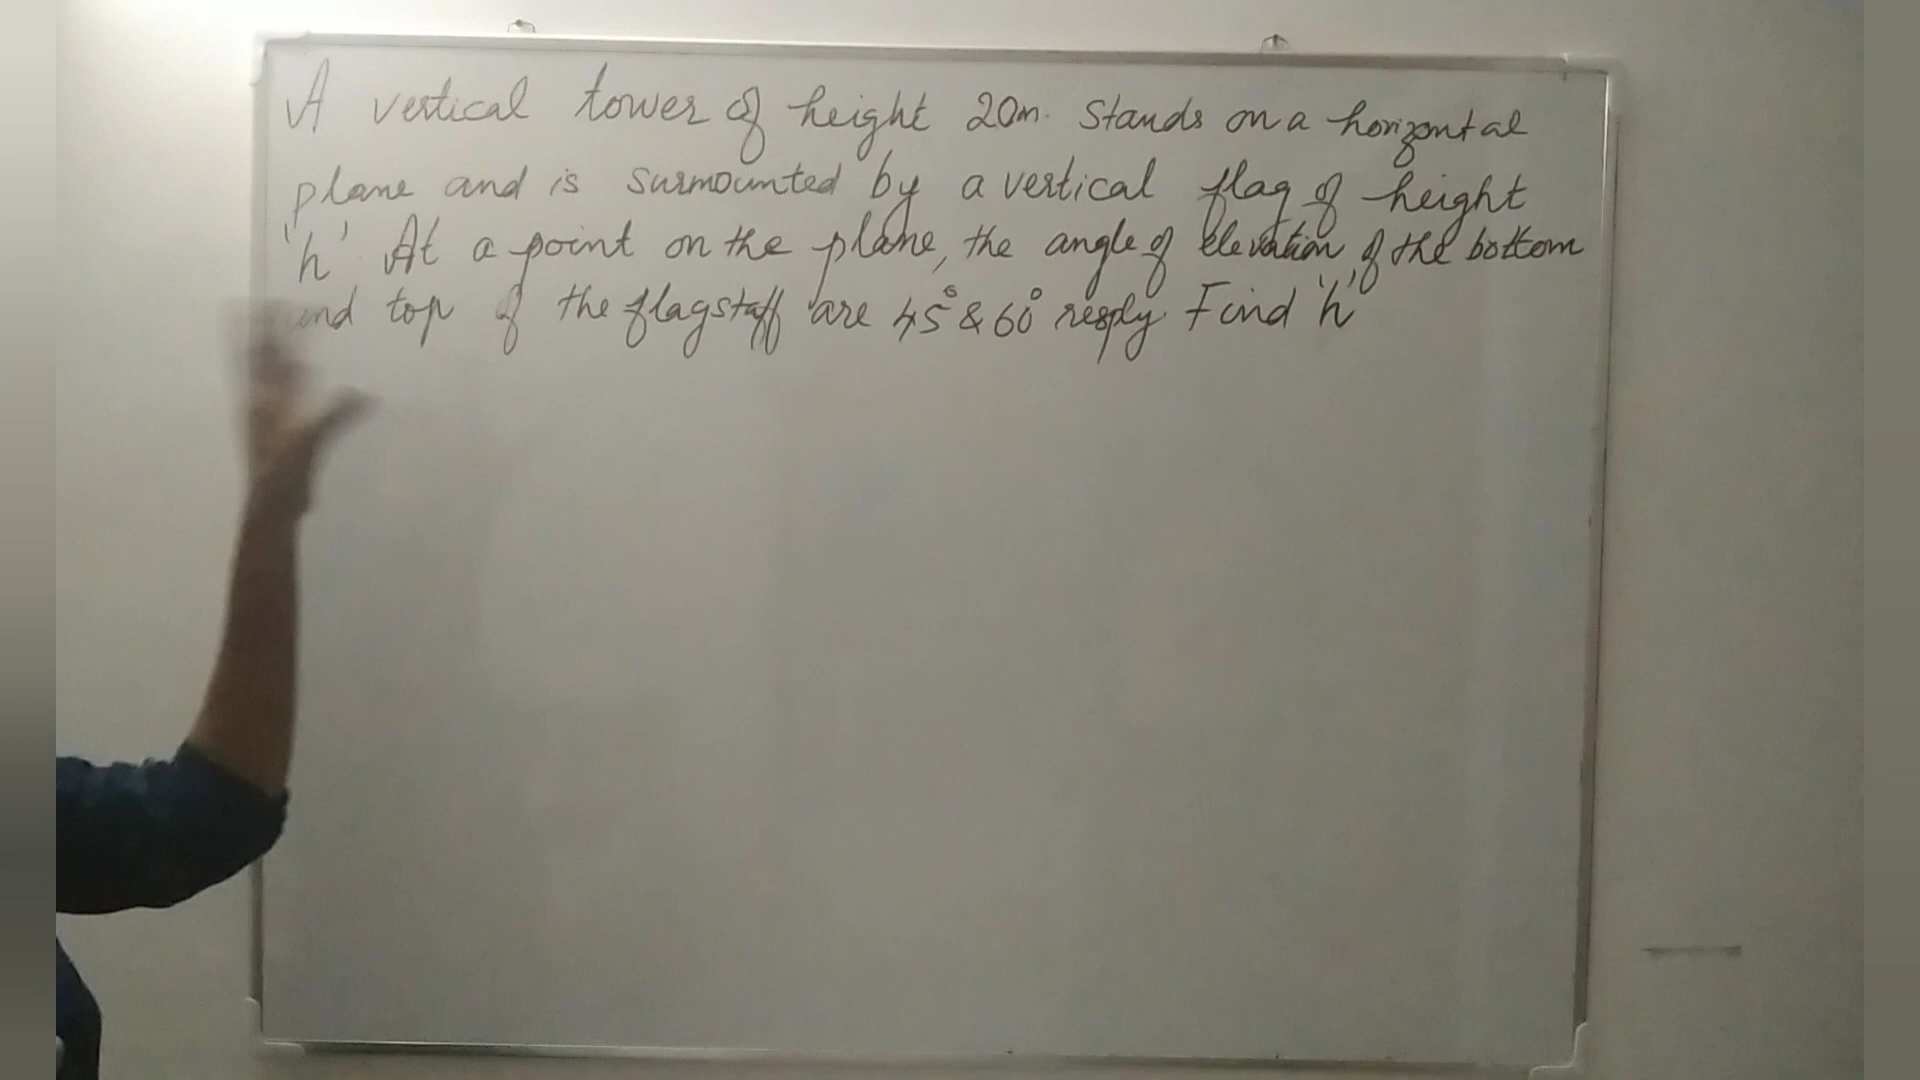 A vertical tower of height 20m. Stands on a horizontal
plane and is surmounted by a vertical flag of height
'h'. At a point on the plane, the angle of elevation of the bottom
and top of the flagstaff are 45° & 60° resply. Find 'h'